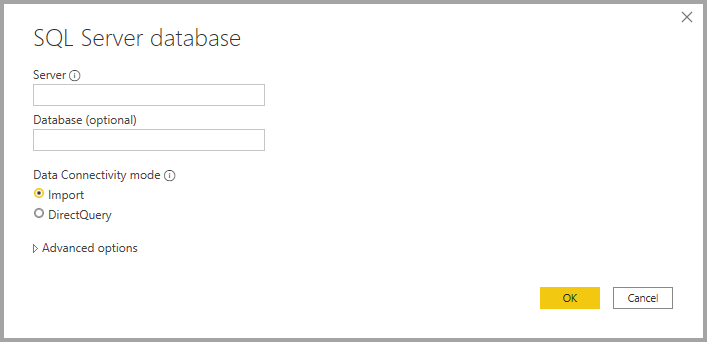 SQL Server database
Server
Database (optional)
Data Connectivity mode
Import
DirectQuery
Advanced options
OK
Cancel